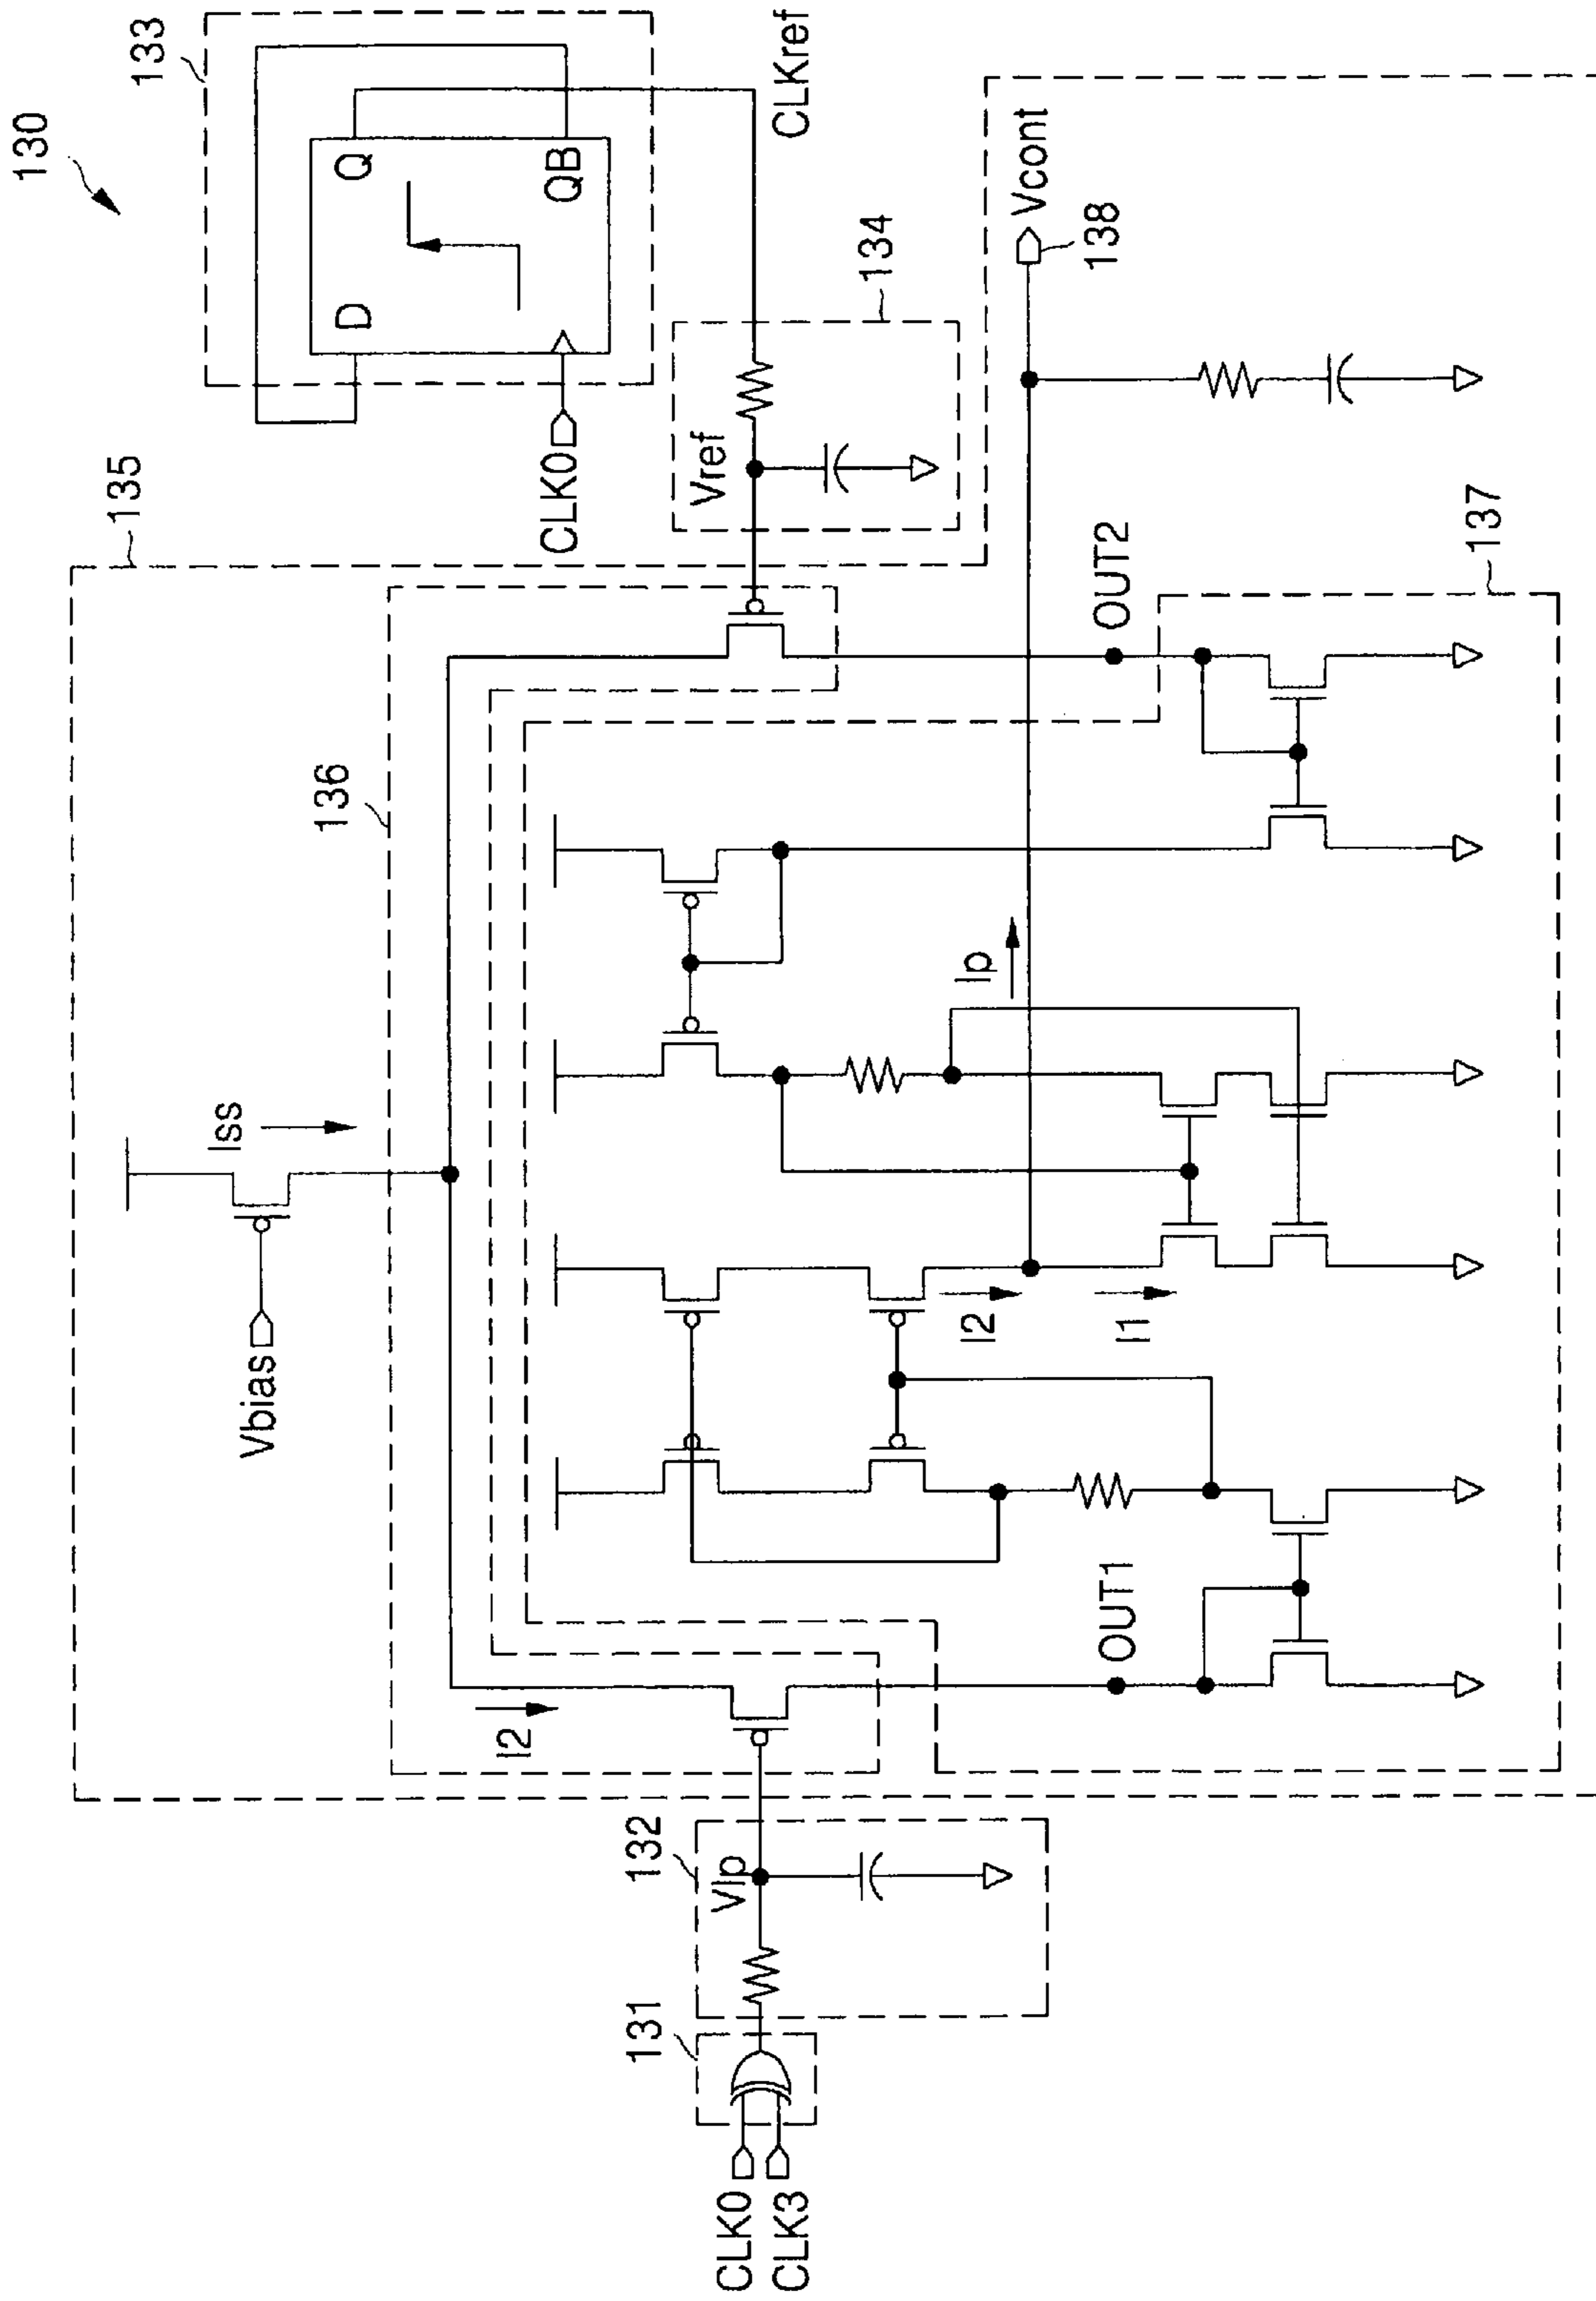 130
135
133
Iss
Vbias
136
D
Q
I2
CLK0
QB
131
132
Vref
Vlp
CLK0
CLK3
CLKref
134
Ip
I2
Vcont
138
OUT1
OUT2
I1
137